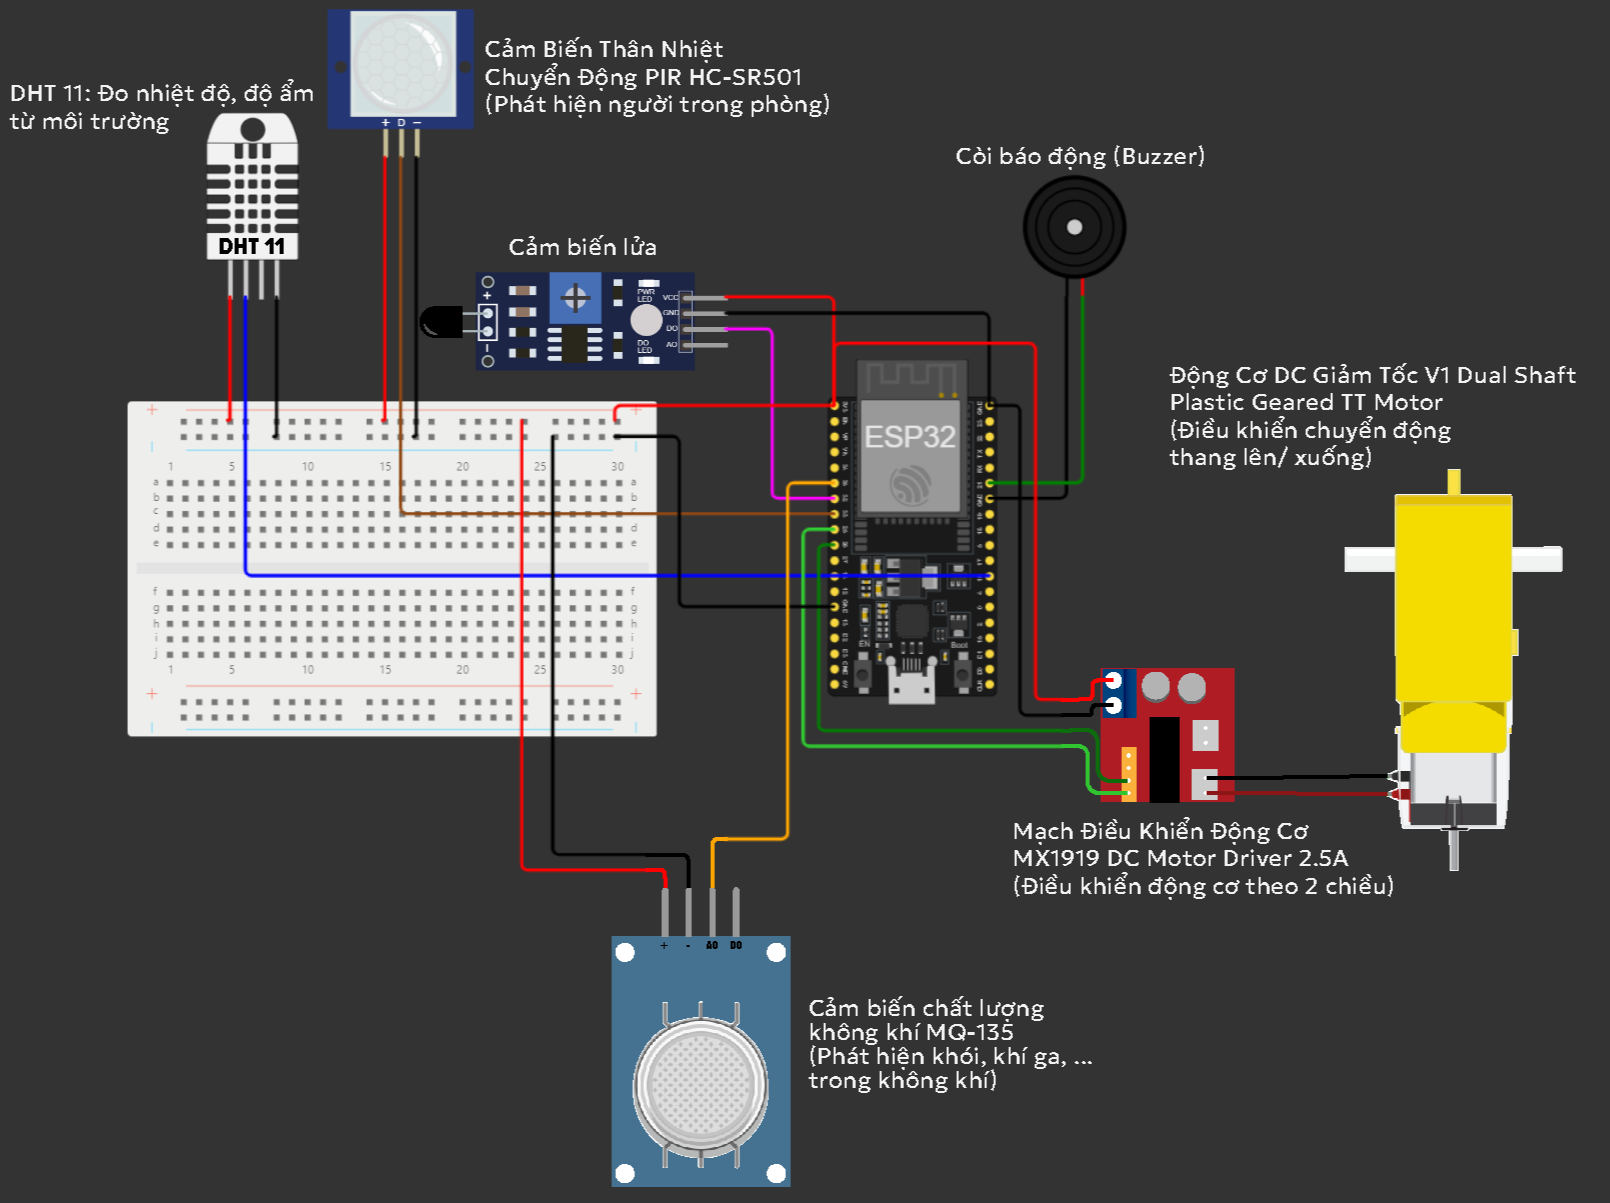 Cảm Biến Thân Nhiệt
Chuyển Động PIR HC-SR501
(Phát hiện người trong phòng)
DHT 11: Đo nhiệt độ, độ ẩm
từ môi trường
+ D −
DHT 11
Còi báo động (Buzzer)
Cảm biến lửa
+
−
PWR
LED
DO
LED
VCC
GND
DO
AO
ESP32
EN
Boot
Động Cơ DC Giảm Tốc V1 Dual Shaft
Plastic Geared TT Motor
(Điều khiển chuyển động
thang lên/ xuống)
+ +
1 5 10 15 20 25 30
a a
b b
c c
d d
e e
f f
g g
h h
i i
j j
1 5 10 15 20 25 30
+ +
Mạch Điều Khiển Động Cơ
MX1919 DC Motor Driver 2.5A
(Điều khiển động cơ theo 2 chiều)
+ - AO DO
Cảm biến chất lượng
không khí MQ-135
(Phát hiện khói, khí ga, ...
trong không khí)